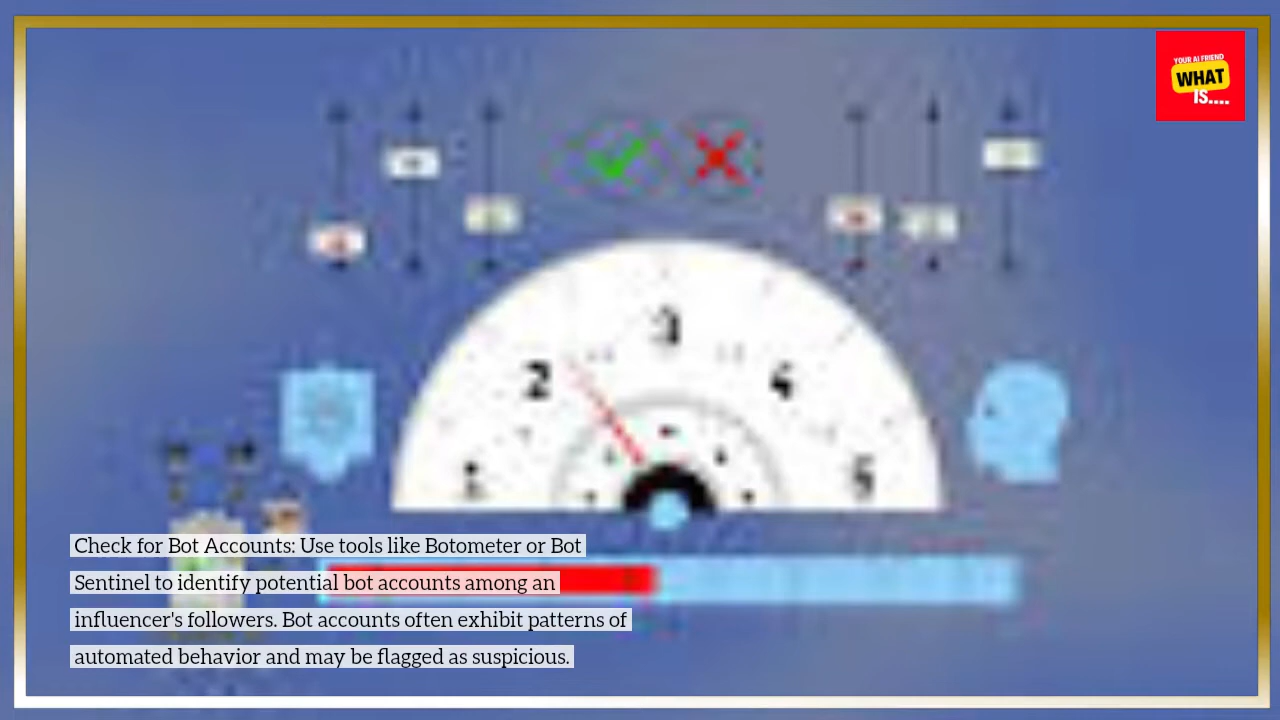 YOUR AI FRIEND
WHAT
IS....
3
2
4
1
5
Check for Bot Accounts: Use tools like Botometer or Bot
Sentinel to identify potential bot accounts among an
influencer's followers. Bot accounts often exhibit patterns of
automated behavior and may be flagged as suspicious.